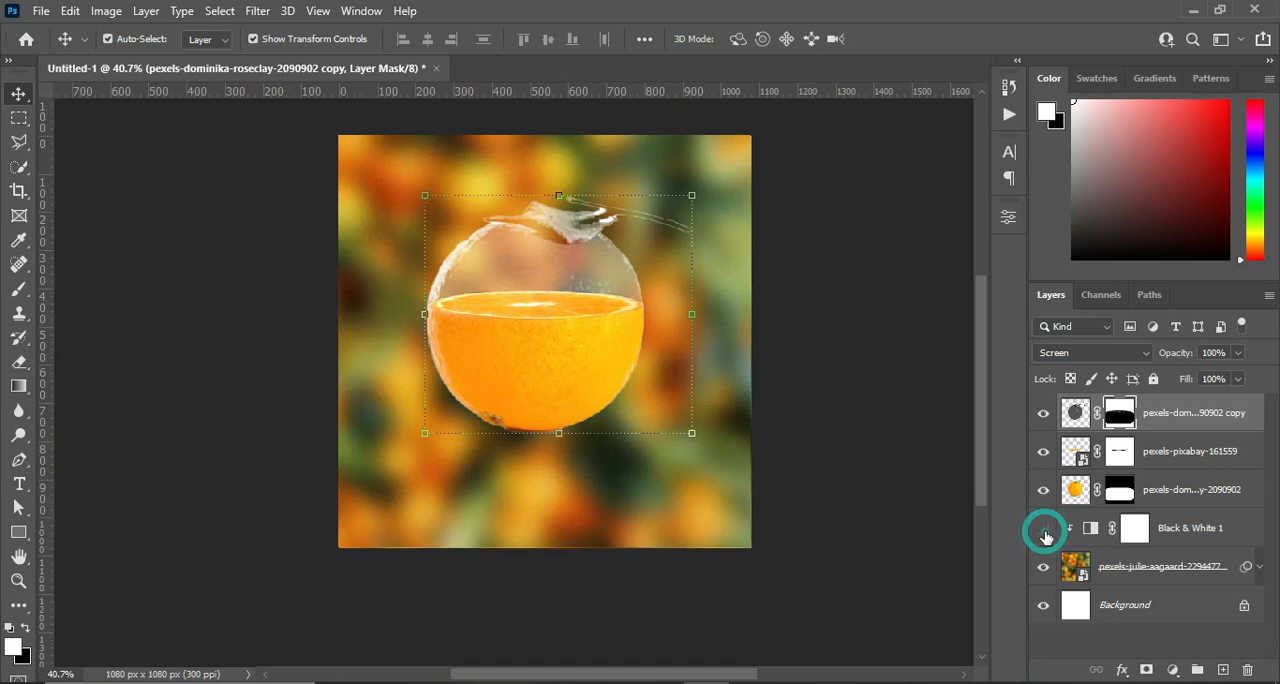 Ps File Edit Image Layer Type Select Filter 3D View Window Help
Auto-Select: Layer Show Transform Controls 3D Mode:
Untitled-1 @ 40.7% (pexels-dominika-roseclay-2090902 copy, Layer Mask/8) *
700 600 500 400 300 200 100 0 100 200 300 400 500 600 700 800 900 1000 1100 1200 1300 1400 1500 1600
Color Swatches Gradients Patterns
Layers Channels Paths
Kind
Screen Opacity: 100%
Lock: Fill: 100%
pexels-dom...90902 copy
pexels-pixabay-161559
pexels-dom...y-2090902
Black & White 1
pexels-julie-aagaard-2294477...
Background
40.7% 1080 px x 1080 px (300 ppi)